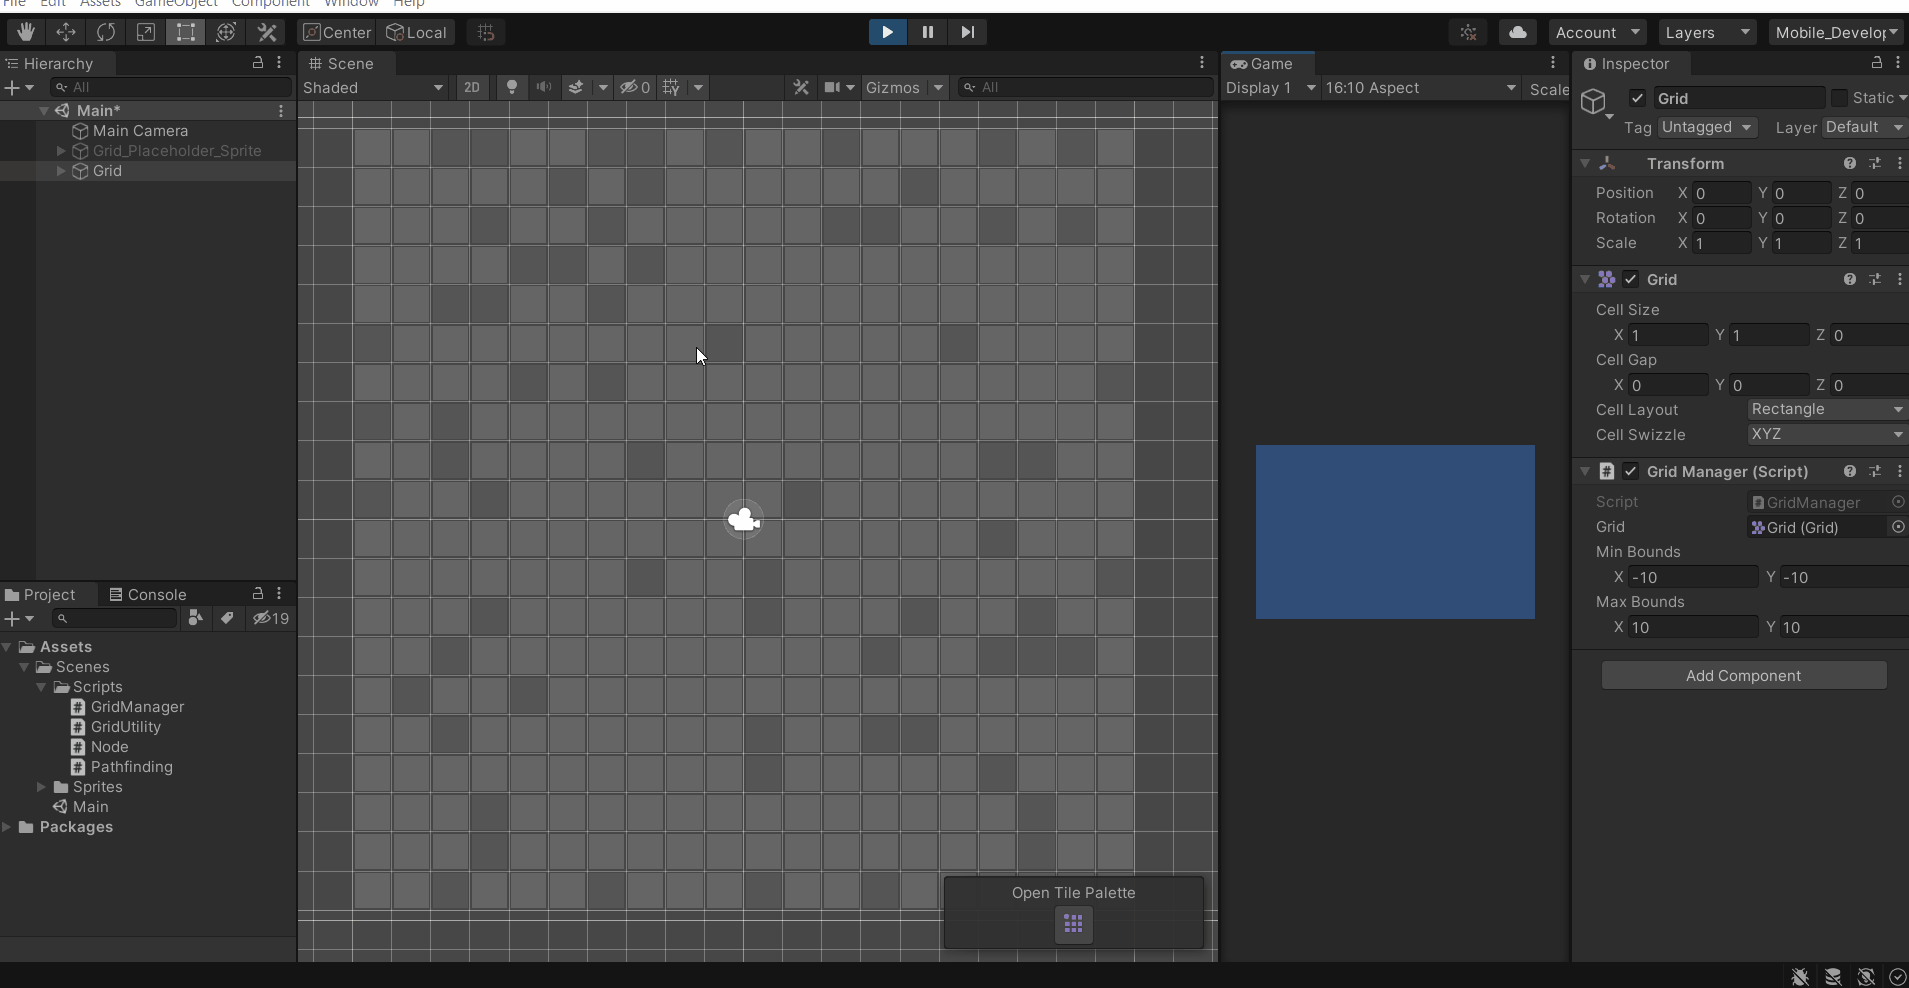 File Edit Assets GameObject Component Window Help
Center Local Account Layers Mobile_Develop
Hierarchy
All
Main*
Main Camera
Grid_Placeholder_Sprite
Grid
Scene
Shaded 2D 0 Gizmos All
Game
Display 1 16:10 Aspect Scale
Inspector
Grid Static
Tag Untagged Layer Default
Transform
Position X 0 Y 0 Z 0
Rotation X 0 Y 0 Z 0
Scale X 1 Y 1 Z 1
Grid
Cell Size
X 1 Y 1 Z 0
Cell Gap
X 0 Y 0 Z 0
Cell Layout Rectangle
Cell Swizzle XYZ
# Grid Manager (Script)
Script GridManager
Grid Grid (Grid)
Min Bounds
X -10 Y -10
Max Bounds
X 10 Y 10
Add Component
Project Console
19
Assets
Scenes
Scripts
# GridManager
# GridUtility
# Node
# Pathfinding
Sprites
Main
Packages
Open Tile Palette